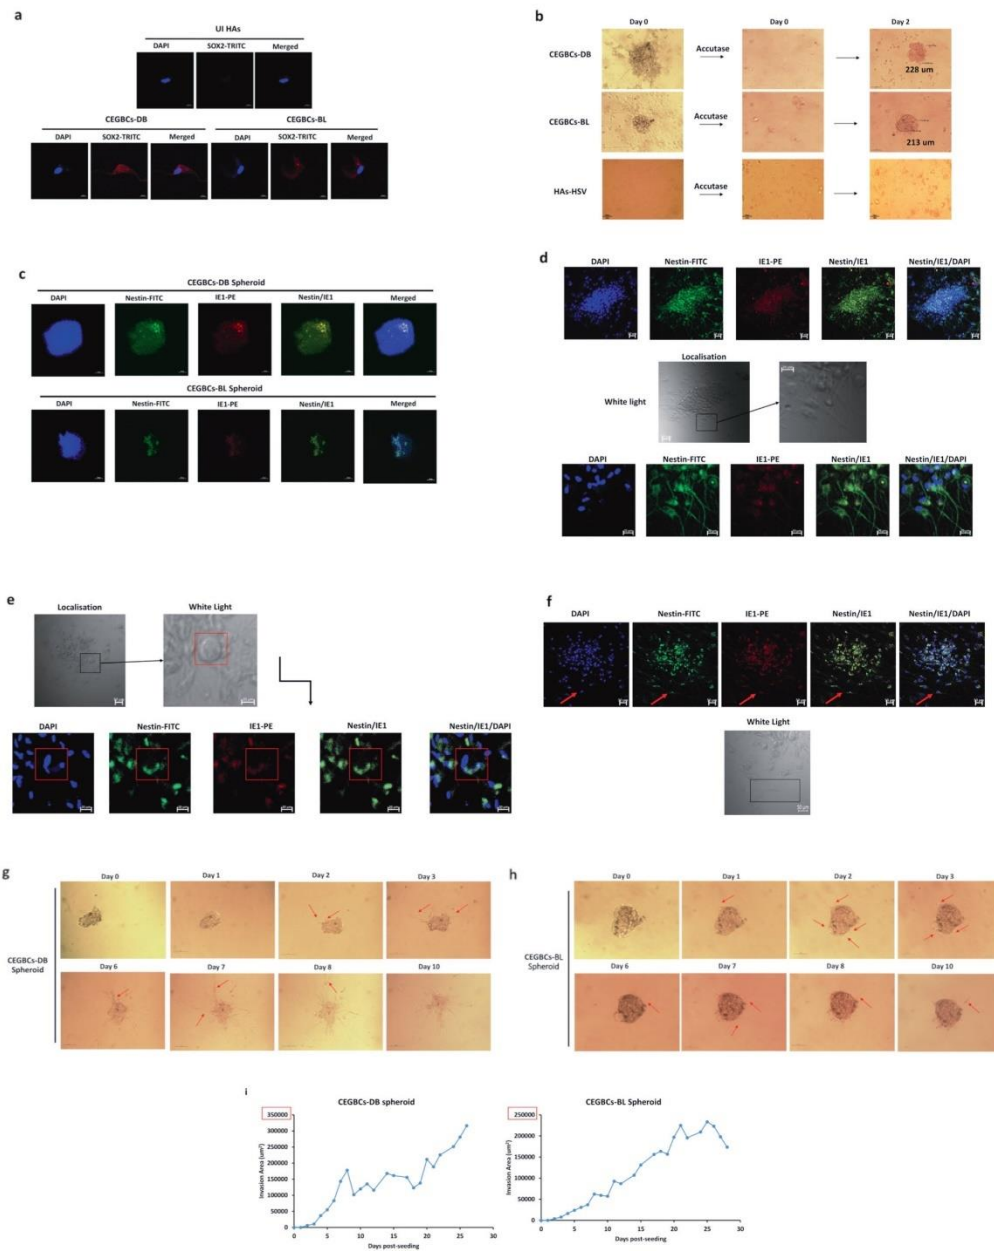 a
UI HAs
DAPI SOX2-TRITC Merged
CEGBCs-DB CEGBCs-BL
DAPI SOX2-TRITC Merged DAPI SOX2-TRITC Merged
b
Day 0 Day 0 Day 2
CEGBCs-DB Accutase
228 um
CEGBCs-BL Accutase
213 um
HAs-HSV Accutase
c
CEGBCs-DB Spheroid
DAPI Nestin-FITC IE1-PE Nestin/IE1 Merged
CEGBCs-BL Spheroid
DAPI Nestin-FITC IE1-PE Nestin/IE1 Merged
d
DAPI Nestin-FITC IE1-PE Nestin/IE1 Nestin/IE1/DAPI
Localisation
White light
DAPI Nestin-FITC IE1-PE Nestin/IE1 Nestin/IE1/DAPI
e
Localisation White Light
DAPI Nestin-FITC IE1-PE Nestin/IE1 Nestin/IE1/DAPI
f
DAPI Nestin-FITC IE1-PE Nestin/IE1 Nestin/IE1/DAPI
White Light
g
Day 0 Day 1 Day 2 Day 3
CEGBCs-DB
Spheroid
Day 6 Day 7 Day 8 Day 10
h
Day 0 Day 1 Day 2 Day 3
CEGBCs-BL
Spheroid
Day 6 Day 7 Day 8 Day 10
i
CEGBCs-DB spheroid
350000
300000
250000
200000
150000
100000
50000
0
Invasion Area (um²)
0 5 10 15 20 25 30
Days post-seeding
CEGBCs-BL Spheroid
250000
200000
150000
100000
50000
0
Invasion Area (um²)
0 5 10 15 20 25 30
Days post-seeding